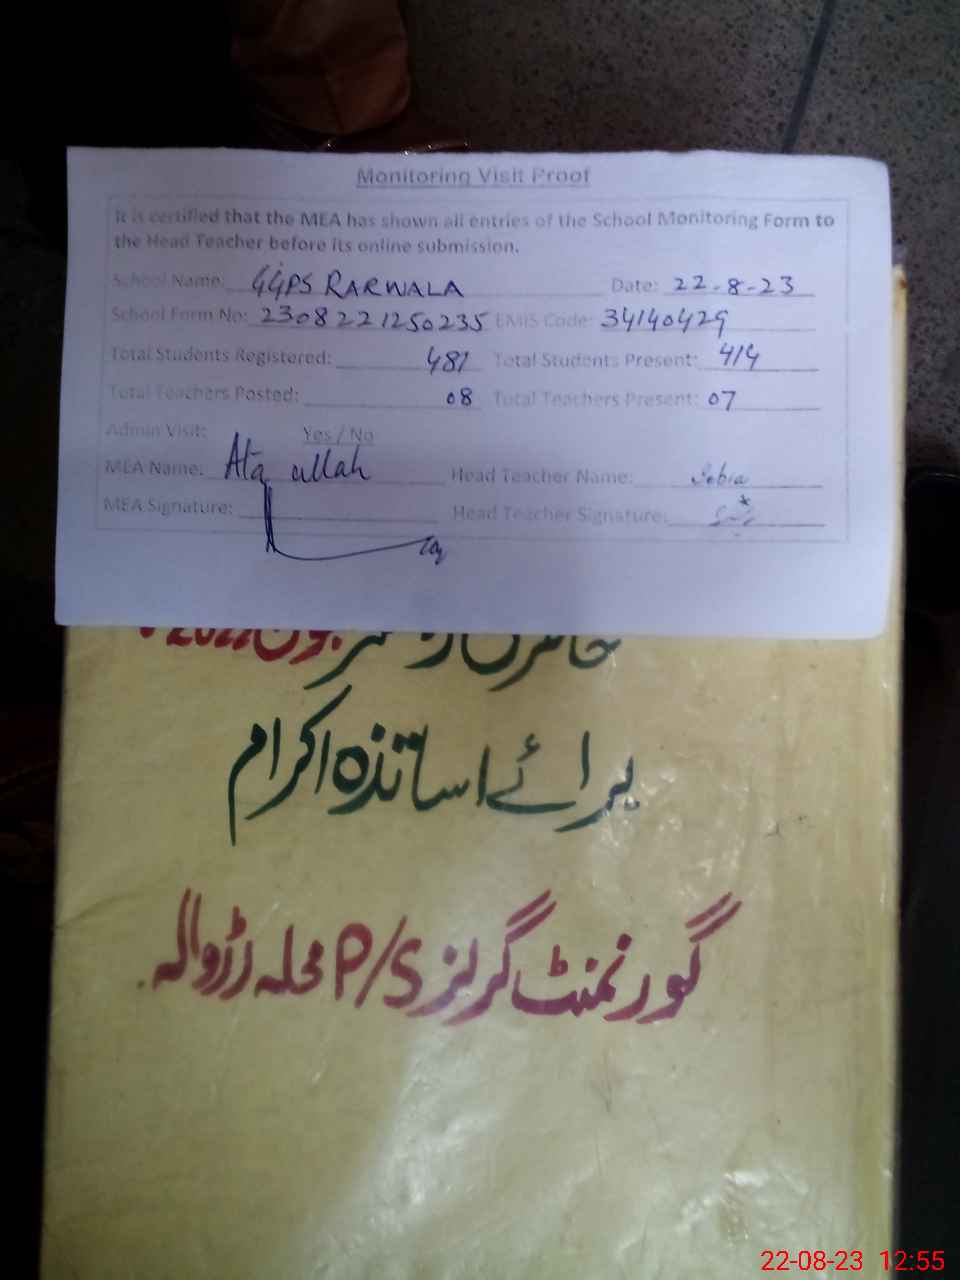 Monitoring Visit Proof
It is certified that the MEA has shown all entries of the School Monitoring Form to
the Head Teacher before its online submission.
School Name: GGPS RARWALA Date: 22-8-23
School Form No: 2308221250235 EMIS Code: 34140429
Total Students Registered: 481 Total Students Present: 414
Total Teachers Posted: 08 Total Teachers Present: 07
Admin Visit: Yes / No
MEA Name: Ata ullah Head Teacher Name:
MEA Signature: Head Teacher Signature:
جون 2022
برائے اساتذہ اکرام
گورنمنٹ گرلز P/S محلہ رڑوالہ
22-08-23 12:55